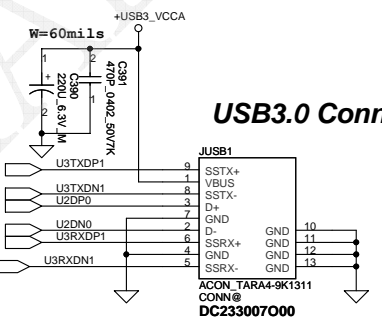 +USB3_VCCA
W=60mils
1
2
+
C390
220U_6.3V_M
2
1
C391
470P_0402_50V7K
USB3.0 Conn
JUSB1
U3TXDP1
9
SSTX+
1
VBUS
U3TXDN1
8
SSTX-
U2DP0
3
D+
7
GND
U2DN0
2
D-
GND
10
U3RXDP1
6
SSRX+
GND
11
4
GND
GND
12
U3RXDN1
5
SSRX-
GND
13
ACON_TARA4-9K1311
CONN@
DC233007O00